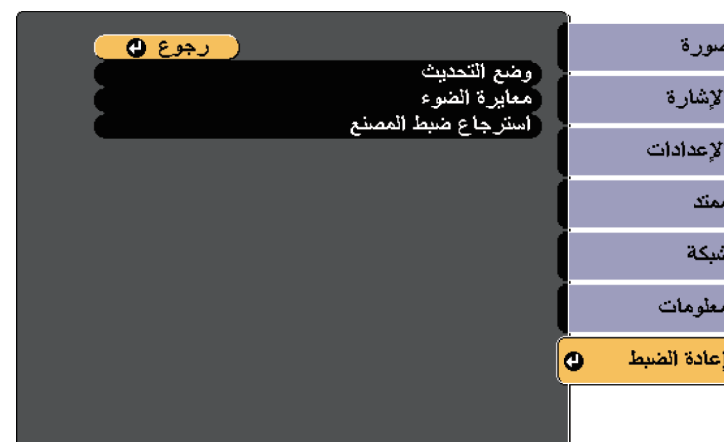 رجوع
وضع التحديث
معايرة الضوء
استرجاع ضبط المصنع
صورة
الإشارة
الإعدادات
ممتد
شبكة
معلومات
إعادة الضبط